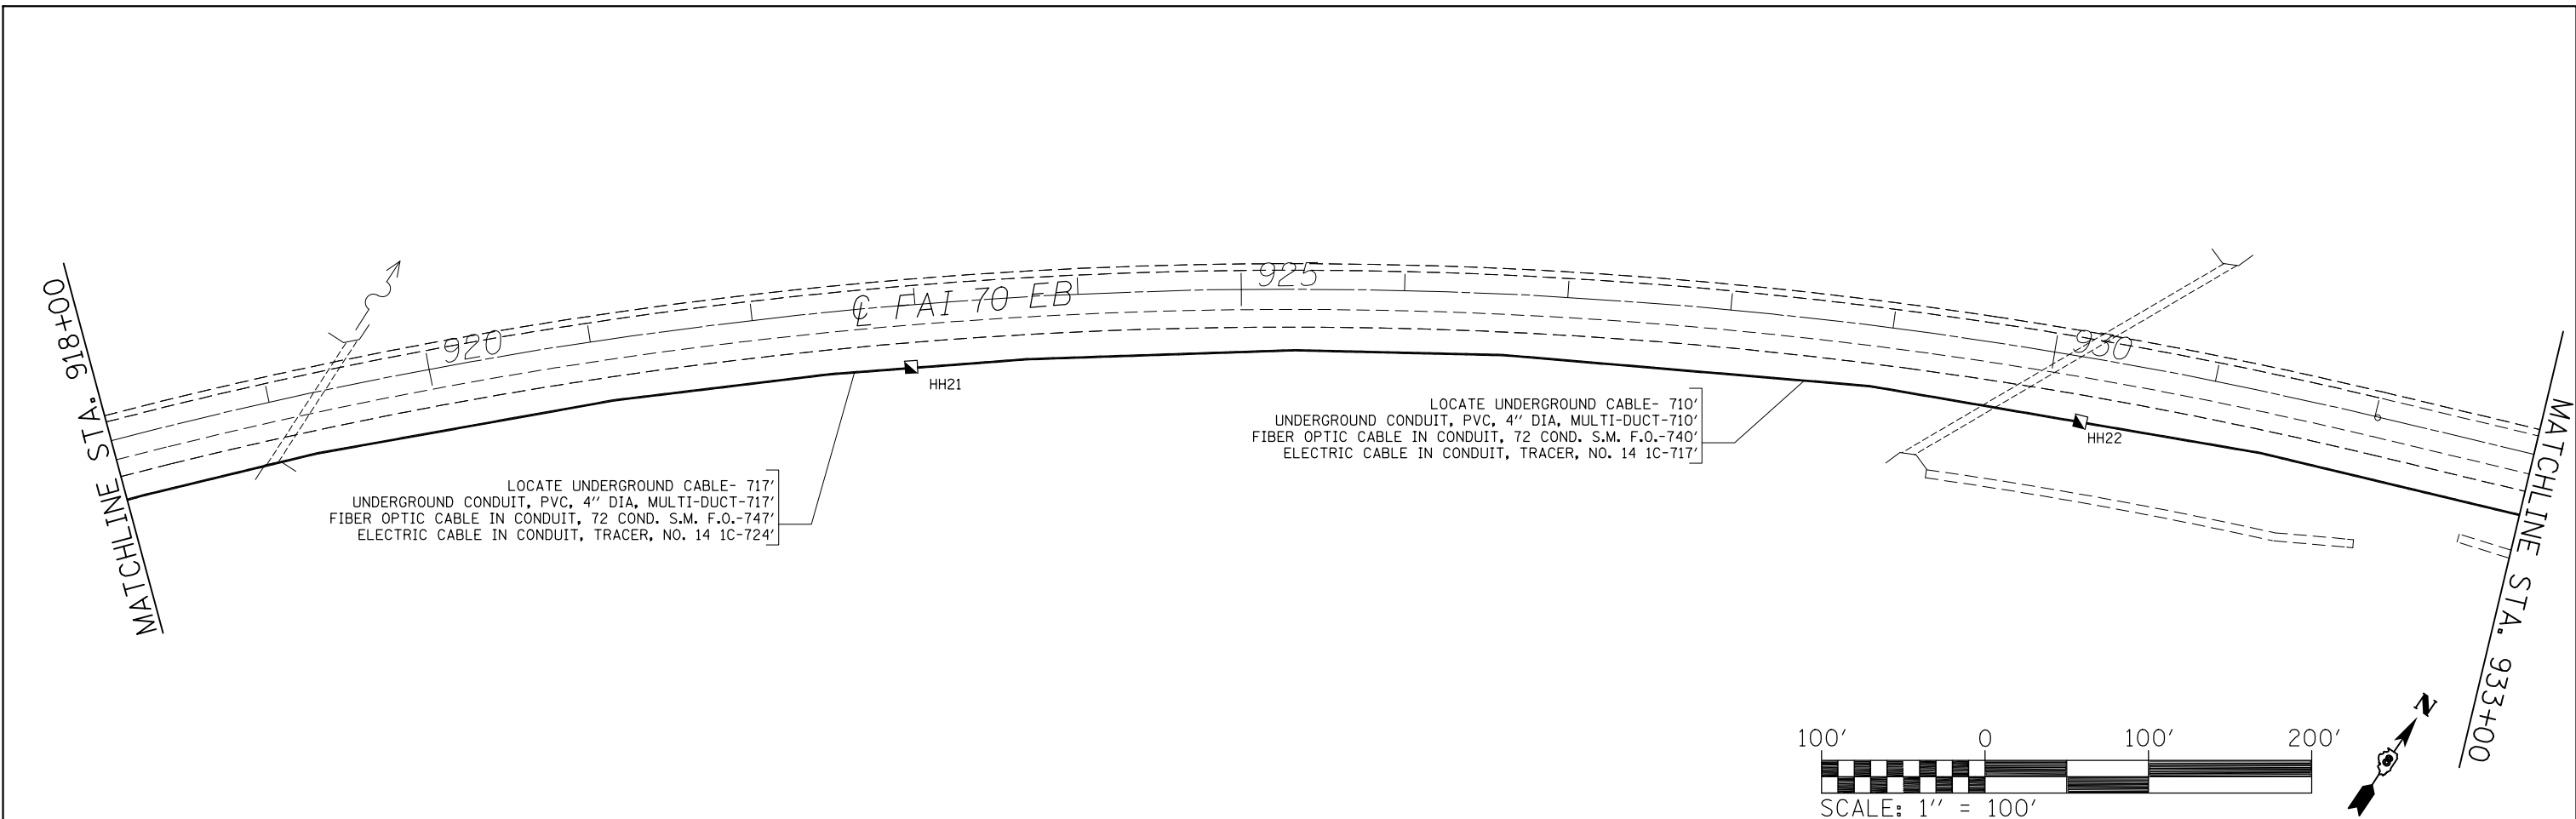 MATCHLINE STA. 918+00
920
℄ FAI 70 EB
925
930
HH21
HH22
LOCATE UNDERGROUND CABLE- 717'
UNDERGROUND CONDUIT, PVC, 4'' DIA, MULTI-DUCT-717'
FIBER OPTIC CABLE IN CONDUIT, 72 COND. S.M. F.O.-747'
ELECTRIC CABLE IN CONDUIT, TRACER, NO. 14 1C-724'
LOCATE UNDERGROUND CABLE- 710'
UNDERGROUND CONDUIT, PVC, 4'' DIA, MULTI-DUCT-710'
FIBER OPTIC CABLE IN CONDUIT, 72 COND. S.M. F.O.-740'
ELECTRIC CABLE IN CONDUIT, TRACER, NO. 14 1C-717'
MATCHLINE STA. 933+00
N
100' 0 100' 200'
SCALE: 1'' = 100'